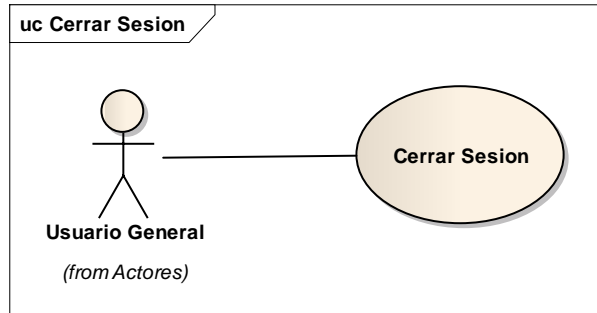 uc Cerrar Sesion
Cerrar Sesion
Usuario General
(from Actores)